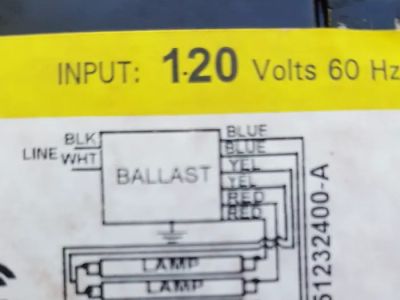 INPUT: 120 Volts 60 Hz
BLK
LINE WHT
BALLAST
BLUE
BLUE
YEL
YEL
RED
RED
LAMP
LAMP
51232400-A